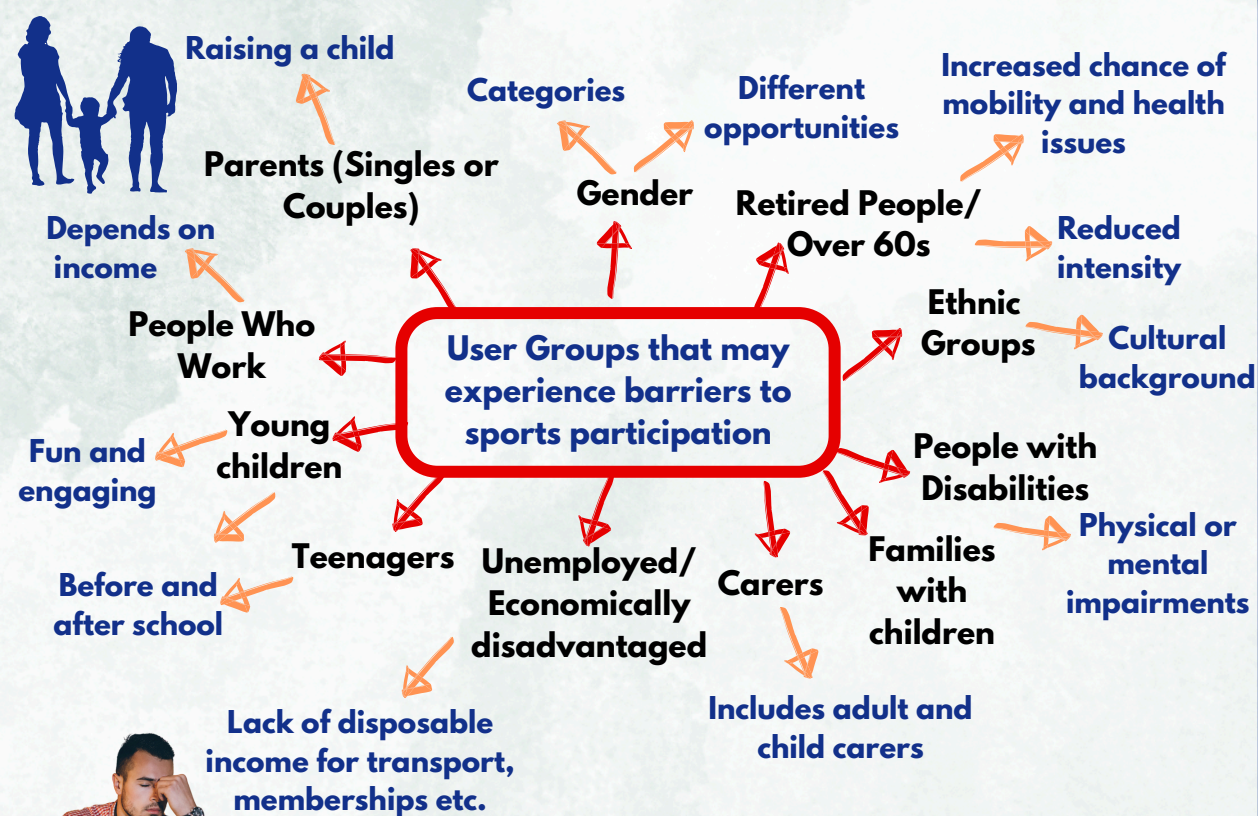 User Groups that may
experience barriers to
sports participation
Parents (Singles or
Couples)
Raising a child
Gender
Categories
Different
opportunities
Retired People/
Over 60s
Increased chance of
mobility and health
issues
Reduced
intensity
Ethnic
Groups
Cultural
background
People with
Disabilities
Physical or
mental
impairments
Families
with
children
Carers
Includes adult and
child carers
Unemployed/
Economically
disadvantaged
Lack of disposable
income for transport,
memberships etc.
Teenagers
Before and
after school
Young
children
Fun and
engaging
People Who
Work
Depends on
income